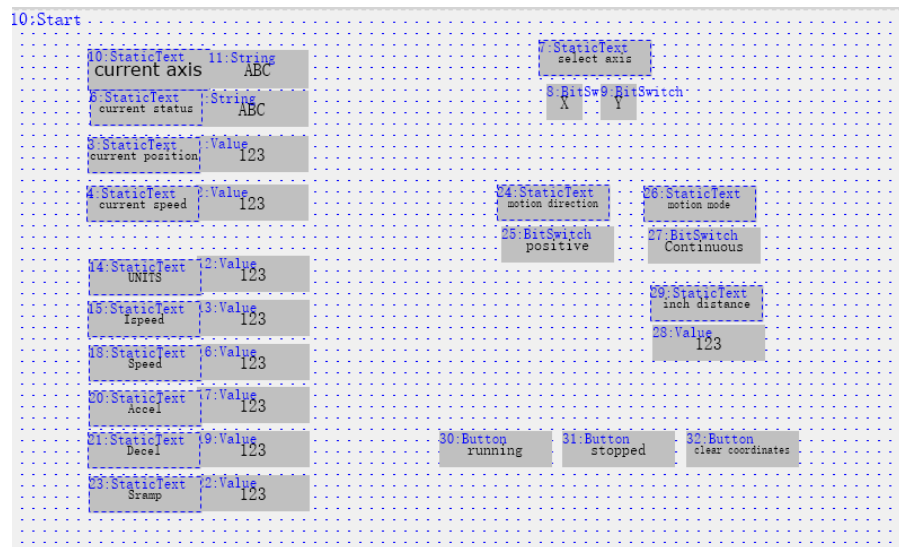 10:Start
10:StaticText 11:String
current axis ABC
6:StaticText :String
current status ABC
3:StaticText :Value
current position 123
4:StaticText :Value
current speed 123
14:StaticText 2:Value
UNITS 123
15:StaticText 3:Value
Ispeed 123
18:StaticText 6:Value
Speed 123
20:StaticText 7:Value
Accel 123
21:StaticText 9:Value
Decel 123
23:StaticText 2:Value
Sramp 123
7:StaticText
select axis
8:BitSw 9:BitSwitch
X Y
24:StaticText 26:StaticText
motion direction motion mode
25:BitSwitch 27:BitSwitch
positive Continuous
29:StaticText
inch distance
28:Value
123
30:Button 31:Button 32:Button
running stopped clear coordinates